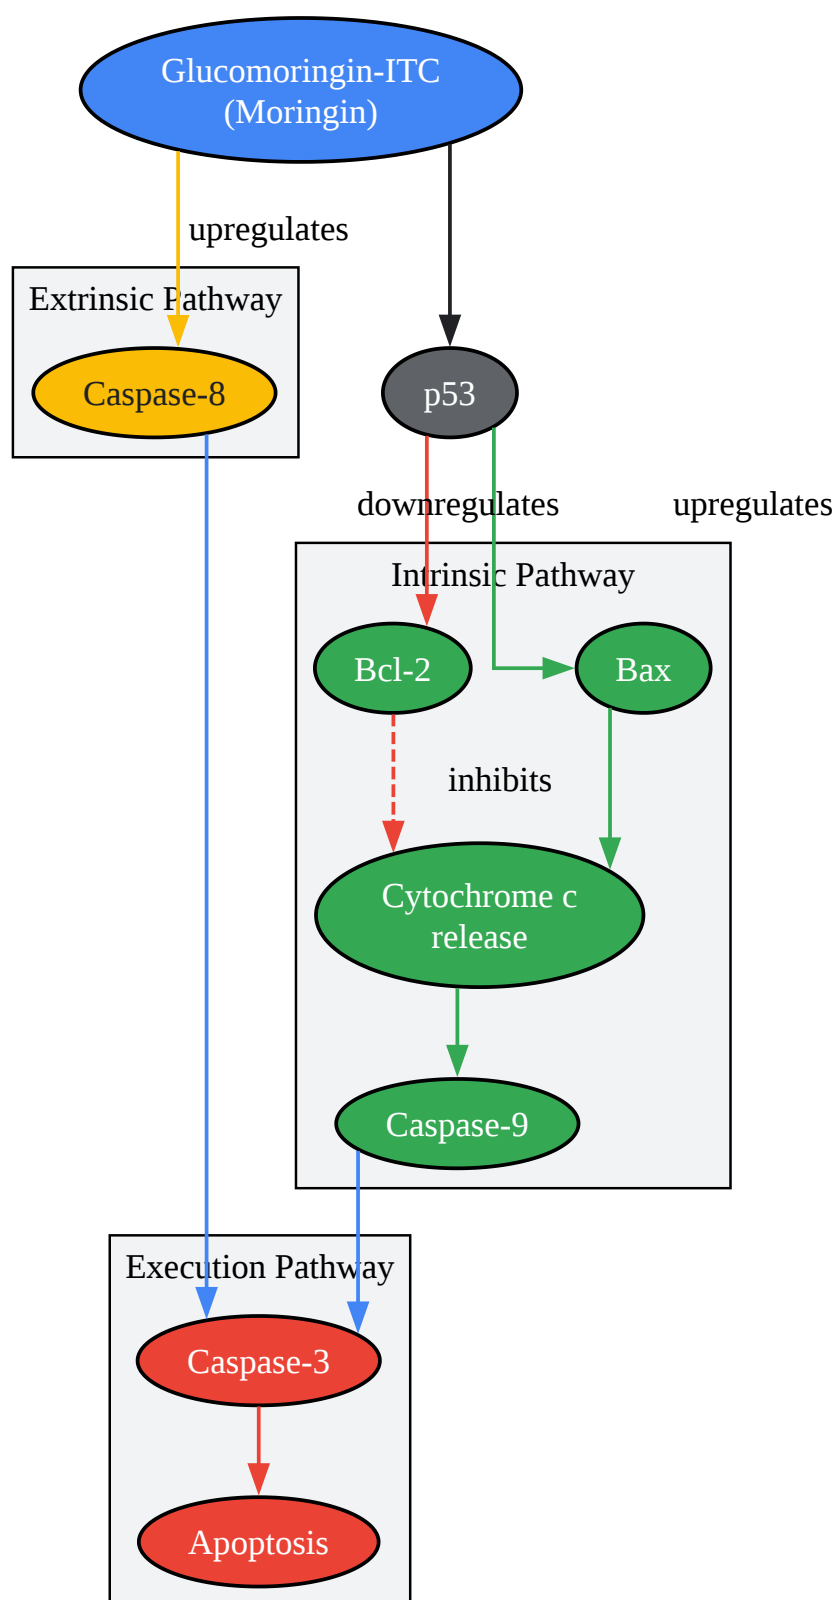 Glucomoringin-ITC
(Moringin)
upregulates
Extrinsic Pathway
Caspase-8
p53
downregulates
upregulates
Intrinsic Pathway
Bcl-2
Bax
inhibits
Cytochrome c
release
Caspase-9
Execution Pathway
Caspase-3
Apoptosis